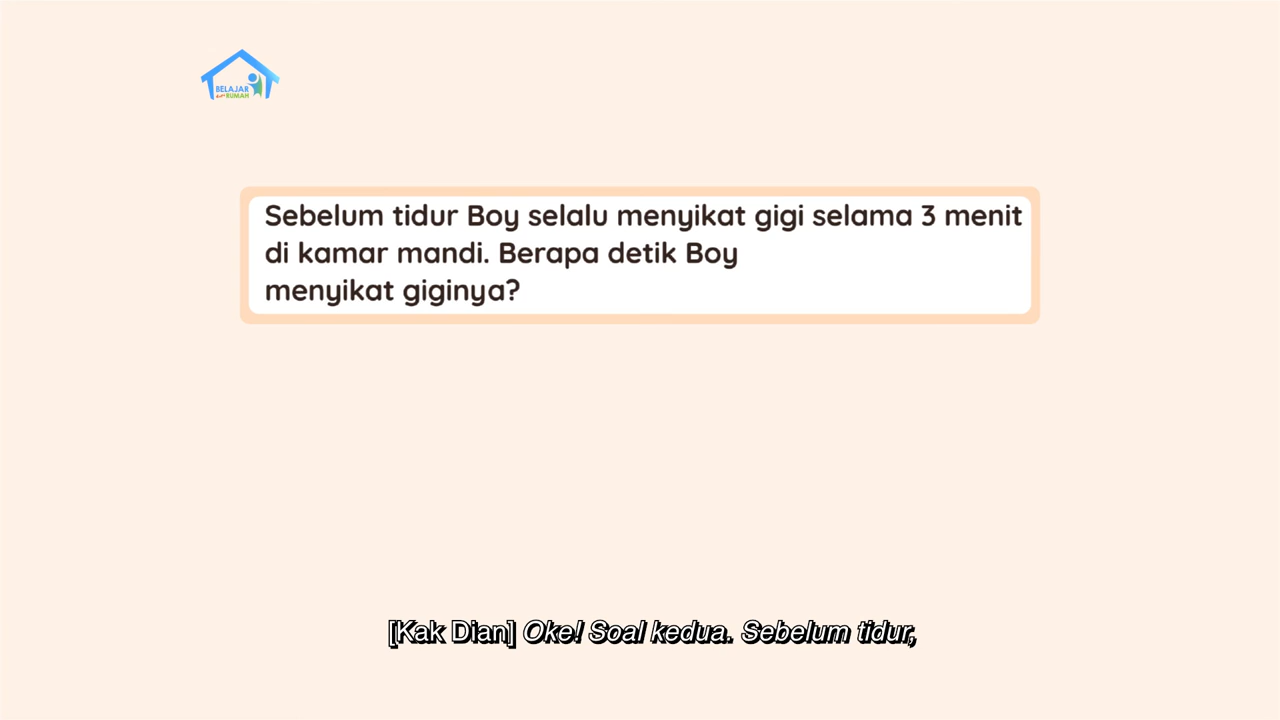 BELAJAR
dari RUMAH
Sebelum tidur Boy selalu menyikat gigi selama 3 menit
di kamar mandi. Berapa detik Boy
menyikat giginya?
[Kak Dian] Oke! Soal kedua. Sebelum tidur,